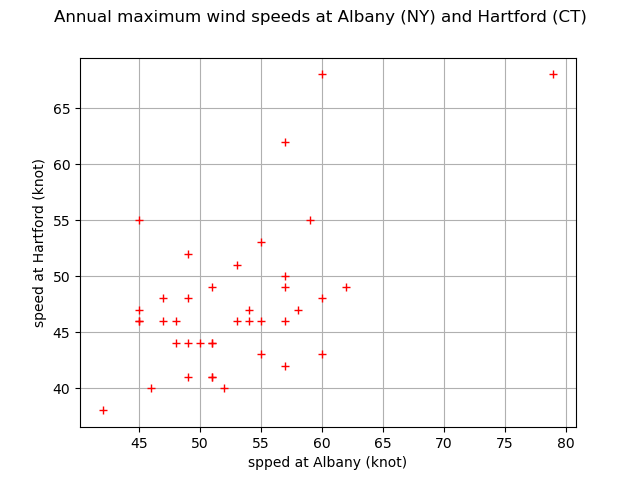 Annual maximum wind speeds at Albany (NY) and Hartford (CT)
65
60
55
50
45
40
speed at Hartford (knot)
45 50 55 60 65 70 75 80
spped at Albany (knot)